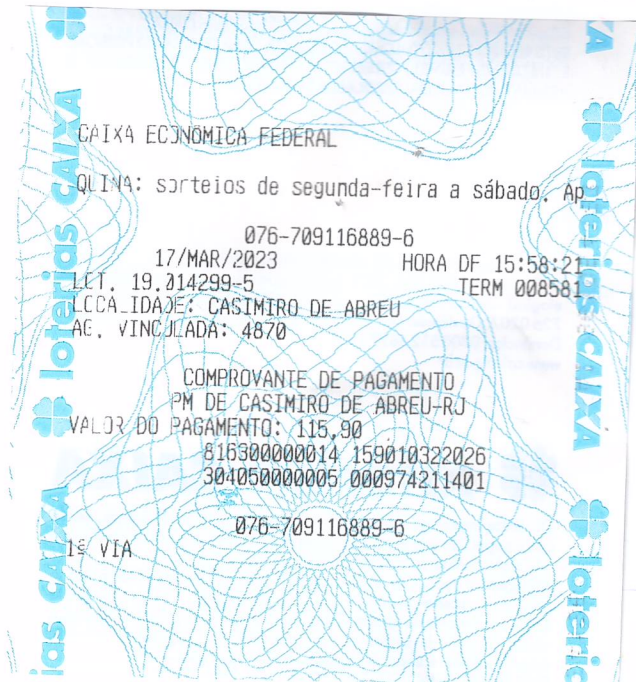 CAIXA ECONOMICA FEDERAL
QUINA: sorteios de segunda-feira a sábado. Ap
076-709116889-6
17/MAR/2023 HORA DF 15:58:21
LOT. 19.014299-5 TERM 008581
LOCALIDADE: CASIMIRO DE ABREU
AG. VINCULADA: 4870
COMPROVANTE DE PAGAMENTO
PM DE CASIMIRO DE ABREU-RJ
VALOR DO PAGAMENTO: 115,90
816300000014 159010322026
304050000005 000974211401
076-709116889-6
1ª VIA
loterias CAIXA
ias CAIXA
loterias CAIXA
loteric